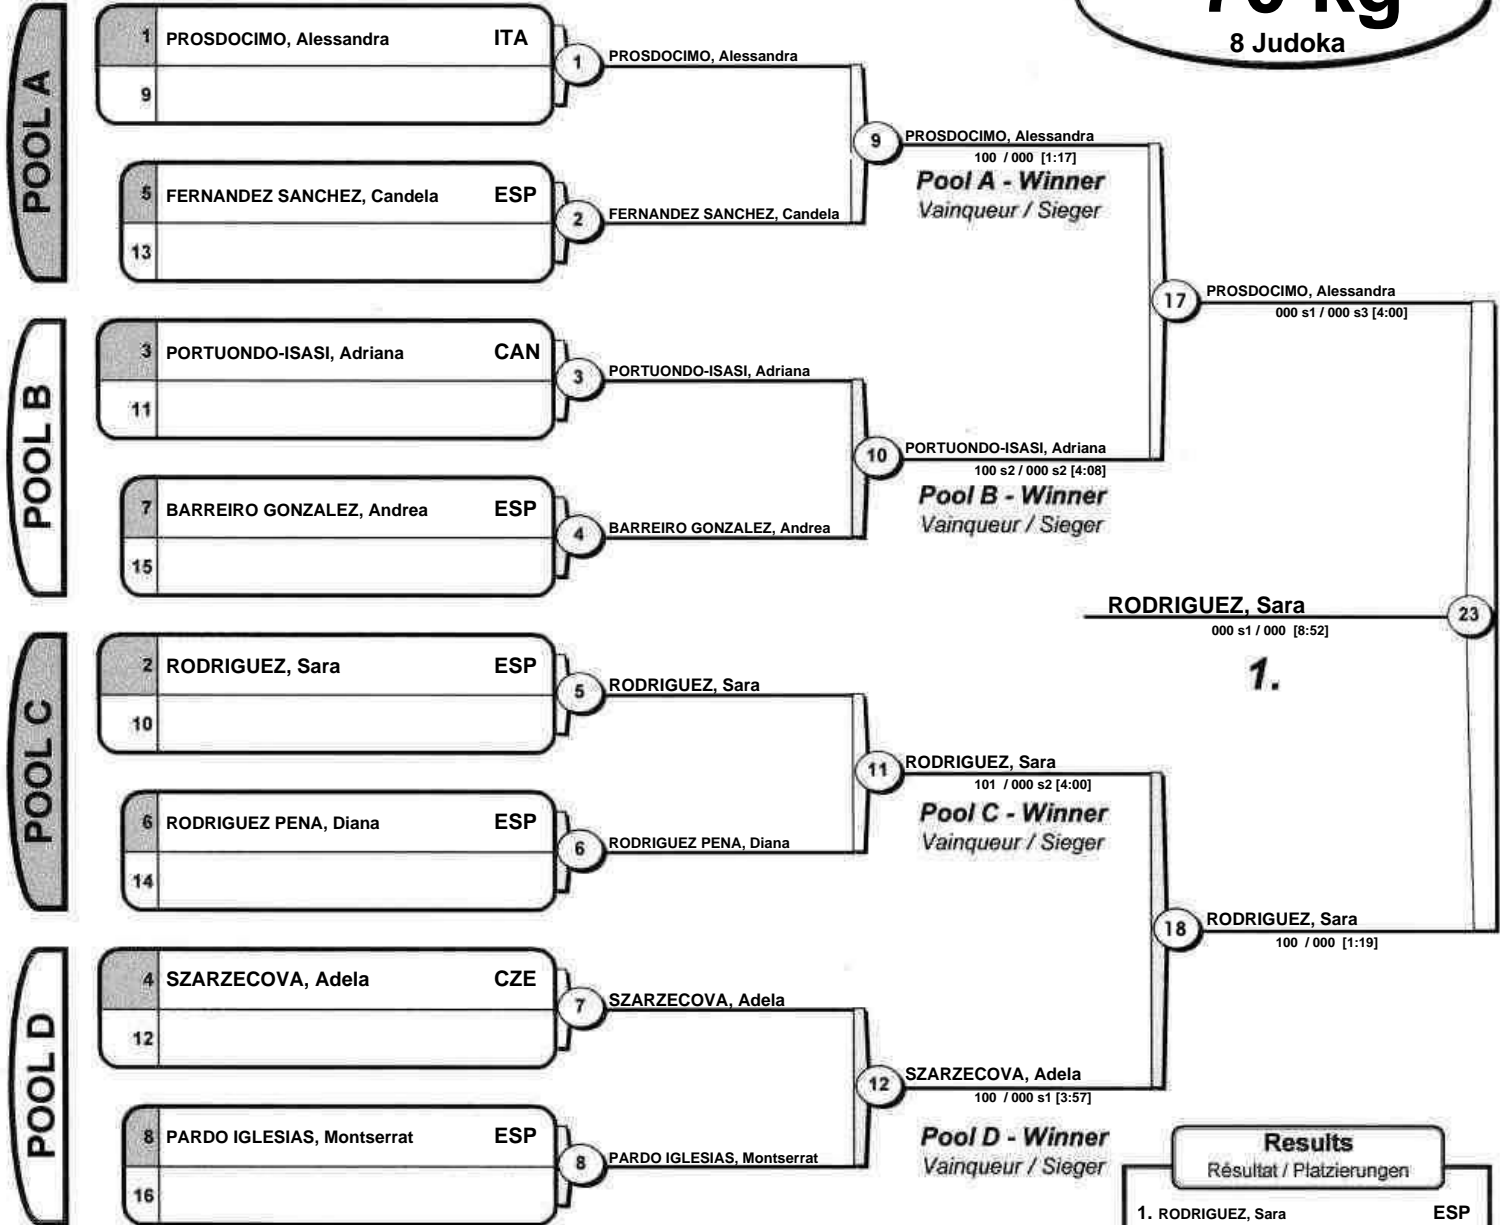 8 Judoka
POOL A
1 PROSDOCIMO, Alessandra ITA
9
1
PROSDOCIMO, Alessandra
5 FERNANDEZ SANCHEZ, Candela ESP
13
2
FERNANDEZ SANCHEZ, Candela
9
PROSDOCIMO, Alessandra
100 / 000 [1:17]
Pool A - Winner
Vainqueur / Sieger
POOL B
3 PORTUONDO-ISASI, Adriana CAN
11
3
PORTUONDO-ISASI, Adriana
7 BARREIRO GONZALEZ, Andrea ESP
15
4
BARREIRO GONZALEZ, Andrea
10
PORTUONDO-ISASI, Adriana
100 s2 / 000 s2 [4:08]
Pool B - Winner
Vainqueur / Sieger
17
PROSDOCIMO, Alessandra
000 s1 / 000 s3 [4:00]
RODRIGUEZ, Sara
000 s1 / 000 [8:52]
1.
23
POOL C
2 RODRIGUEZ, Sara ESP
10
5
RODRIGUEZ, Sara
6 RODRIGUEZ PENA, Diana ESP
14
6
RODRIGUEZ PENA, Diana
11
RODRIGUEZ, Sara
101 / 000 s2 [4:00]
Pool C - Winner
Vainqueur / Sieger
POOL D
4 SZARZECOVA, Adela CZE
12
7
SZARZECOVA, Adela
8 PARDO IGLESIAS, Montserrat ESP
16
8
PARDO IGLESIAS, Montserrat
12
SZARZECOVA, Adela
100 / 000 s1 [3:57]
Pool D - Winner
Vainqueur / Sieger
18
RODRIGUEZ, Sara
100 / 000 [1:19]
Results
Résultat / Platzierungen
1. RODRIGUEZ, Sara ESP